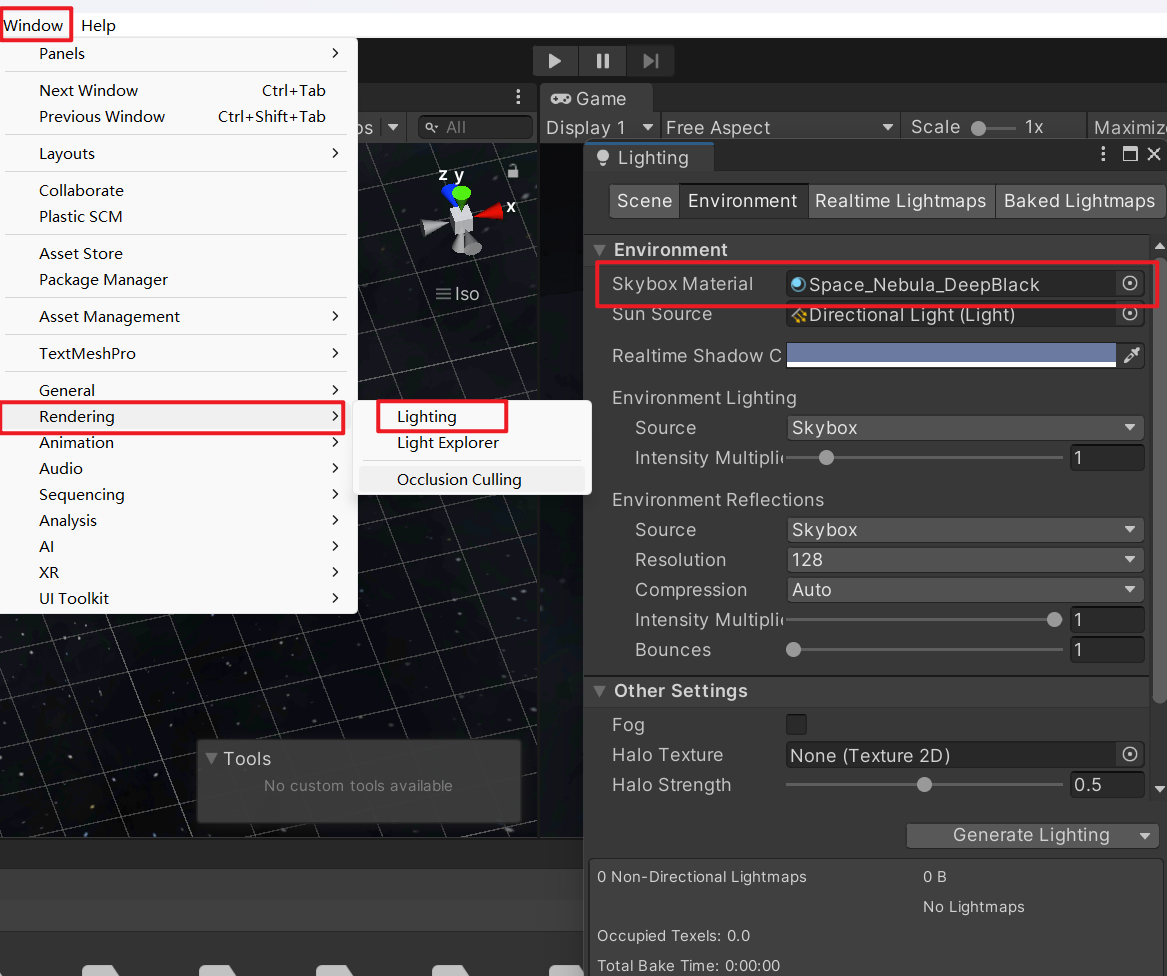 Window Help
Panels
Next Window Ctrl+Tab
Previous Window Ctrl+Shift+Tab
Layouts
Collaborate
Plastic SCM
Asset Store
Package Manager
Asset Management
TextMeshPro
General
Rendering
Animation
Audio
Sequencing
Analysis
AI
XR
UI Toolkit
Lighting
Light Explorer
Occlusion Culling
All
z y
x
Iso
Tools
No custom tools available
Game
Display 1 Free Aspect Scale 1x Maximiz
Lighting
Scene Environment Realtime Lightmaps Baked Lightmaps
Environment
Skybox Material Space_Nebula_DeepBlack
Sun Source Directional Light (Light)
Realtime Shadow C
Environment Lighting
Source Skybox
Intensity Multipli 1
Environment Reflections
Source Skybox
Resolution 128
Compression Auto
Intensity Multipli 1
Bounces 1
Other Settings
Fog
Halo Texture None (Texture 2D)
Halo Strength 0.5
Generate Lighting
0 Non-Directional Lightmaps 0 B
No Lightmaps
Occupied Texels: 0.0
Total Bake Time: 0:00:00